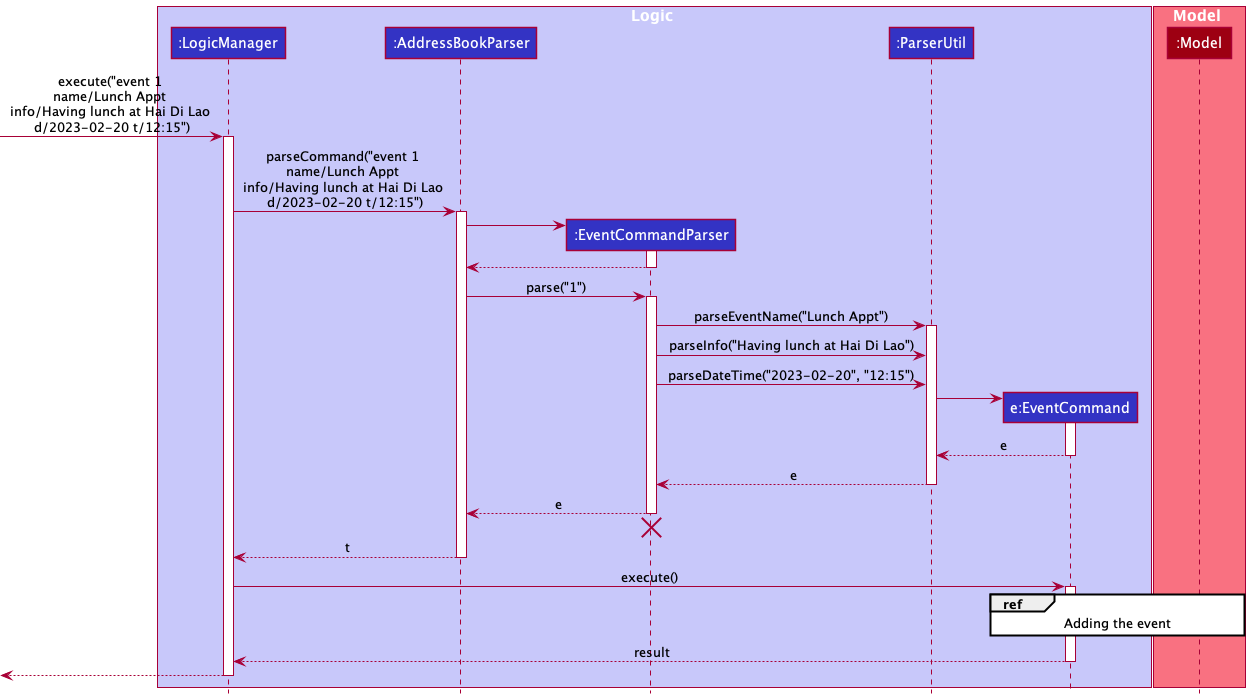 Logic
Model
:LogicManager
:AddressBookParser
:ParserUtil
:Model
execute("event 1
name/Lunch Appt
info/Having lunch at Hai Di Lao
d/2023-02-20 t/12:15")
parseCommand("event 1
name/Lunch Appt
info/Having lunch at Hai Di Lao
d/2023-02-20 t/12:15")
:EventCommandParser
parse("1")
parseEventName("Lunch Appt")
parseInfo("Having lunch at Hai Di Lao")
parseDateTime("2023-02-20", "12:15")
e:EventCommand
e
e
e
t
execute()
ref
Adding the event
result